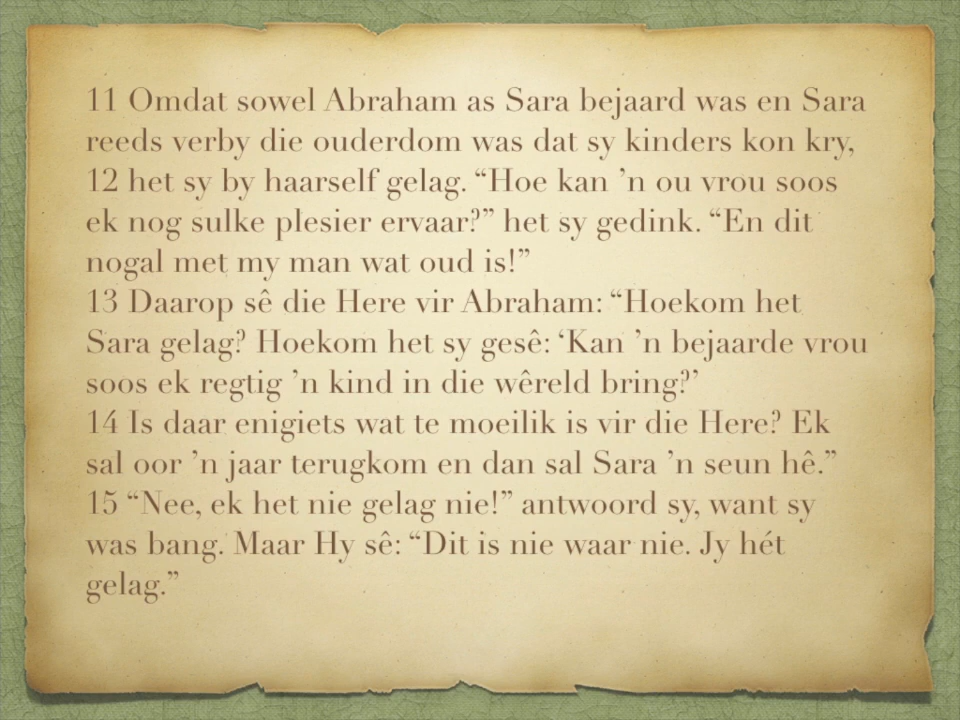 11 Omdat sowel Abraham as Sara bejaard was en Sara
reeds verby die ouderdom was dat sy kinders kon kry,
12 het sy by haarself gelag. “Hoe kan ’n ou vrou soos
ek nog sulke plesier ervaar?” het sy gedink. “En dit
nogal met my man wat oud is!”
13 Daarop sê die Here vir Abraham: “Hoekom het
Sara gelag? Hoekom het sy gesê: ‘Kan ’n bejaarde vrou
soos ek regtig ’n kind in die wêreld bring?’
14 Is daar enigiets wat te moeilik is vir die Here? Ek
sal oor ’n jaar terugkom en dan sal Sara ’n seun hê.”
15 “Nee, ek het nie gelag nie!” antwoord sy, want sy
was bang. Maar Hy sê: “Dit is nie waar nie. Jy hét
gelag.”